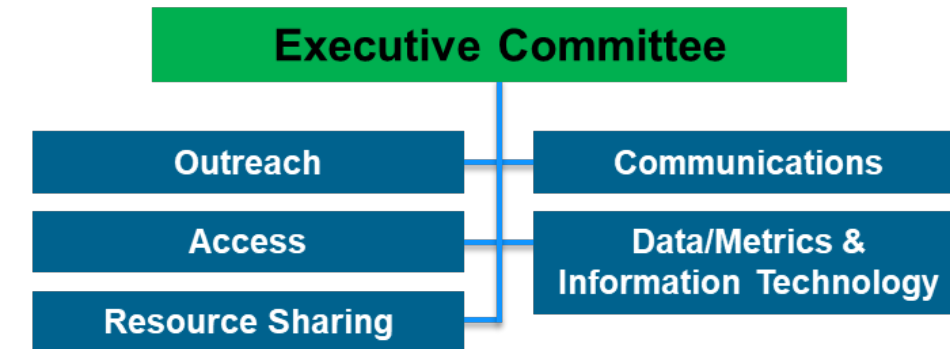 Executive Committee
Outreach
Communications
Access
Data/Metrics &
Information Technology
Resource Sharing